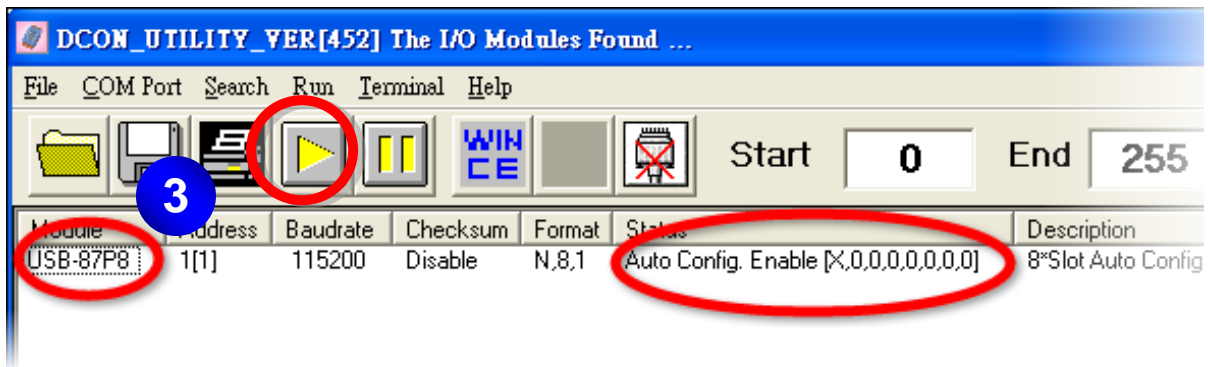 DCON_UTILITY_VER[452] The I/O Modules Found ...
File COM Port Search Run Terminal Help
WIN CE Start 0 End 255
3
Module Address Baudrate Checksum Format Status Description
USB-87P8 1[1] 115200 Disable N,8,1 Auto Config. Enable [X,0,0,0,0,0,0,0] 8*Slot Auto Config